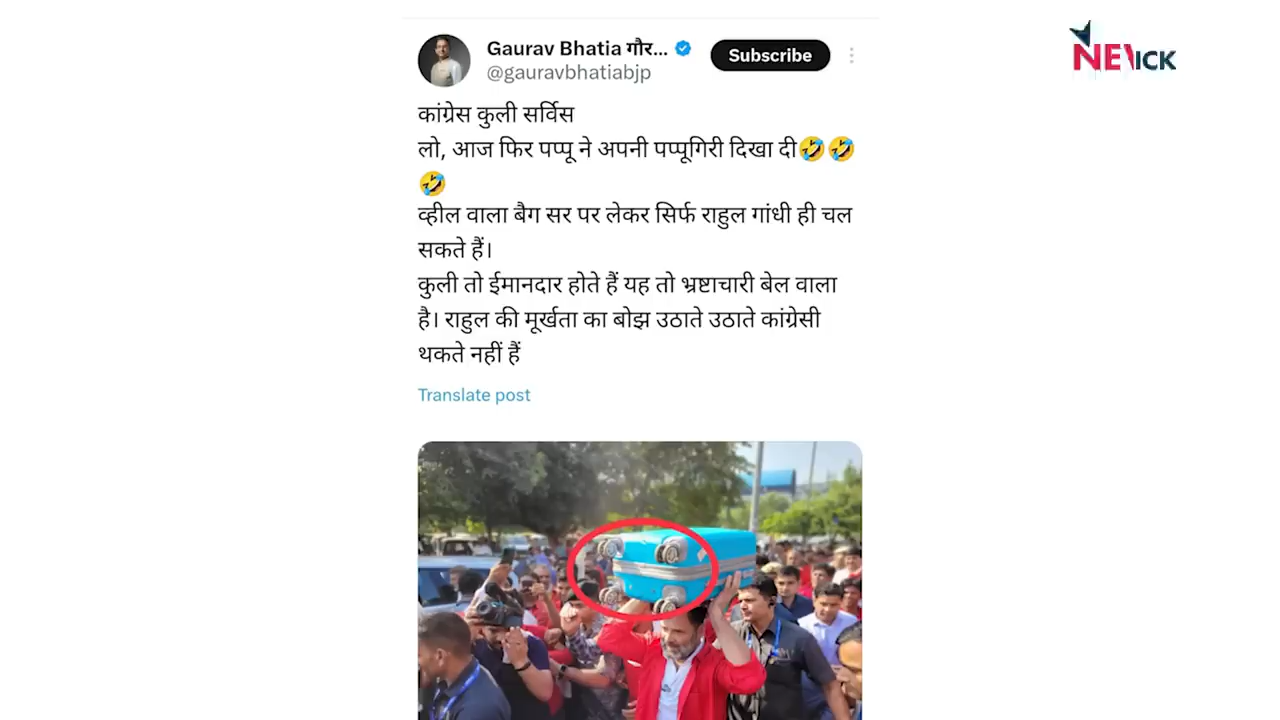 Gaurav Bhatia गौर...
@gauravbhatiabjp
Subscribe
NEWICK
कांग्रेस कुली सर्विस
लो, आज फिर पप्पू ने अपनी पप्पूगिरी दिखा दी🤣🤣
🤣
व्हील वाला बैग सर पर लेकर सिर्फ राहुल गांधी ही चल
सकते हैं।
कुली तो ईमानदार होते हैं यह तो भ्रष्टाचारी बेल वाला
है। राहुल की मूर्खता का बोझ उठाते उठाते कांग्रेसी
थकते नहीं हैं
Translate post